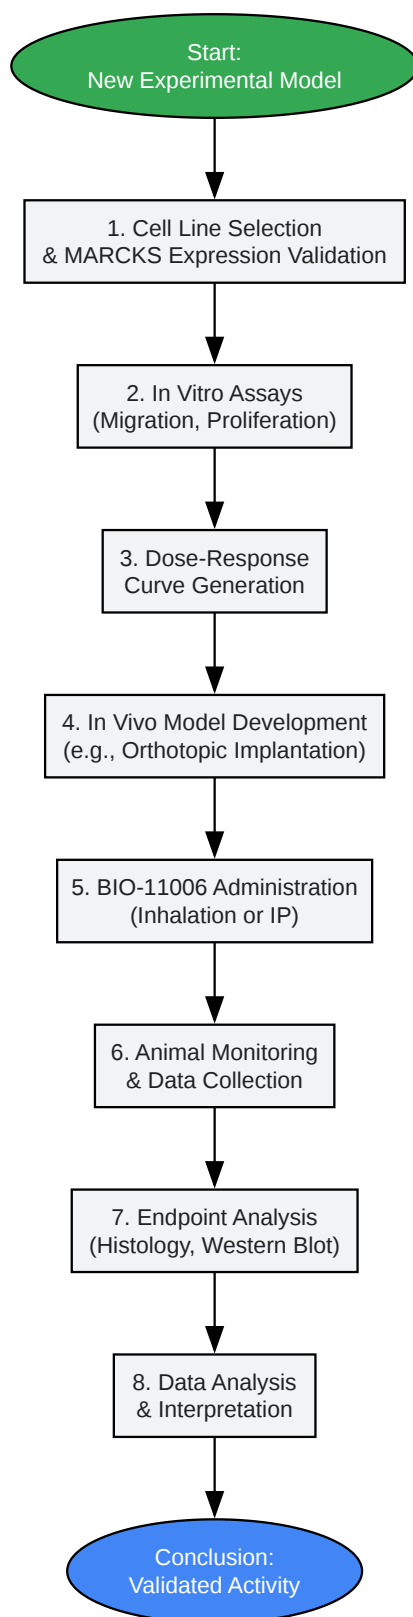 Start:
New Experimental Model
1. Cell Line Selection
& MARCKS Expression Validation
2. In Vitro Assays
(Migration, Proliferation)
3. Dose-Response
Curve Generation
4. In Vivo Model Development
(e.g., Orthotopic Implantation)
5. BIO-11006 Administration
(Inhalation or IP)
6. Animal Monitoring
& Data Collection
7. Endpoint Analysis
(Histology, Western Blot)
8. Data Analysis
& Interpretation
Conclusion:
Validated Activity